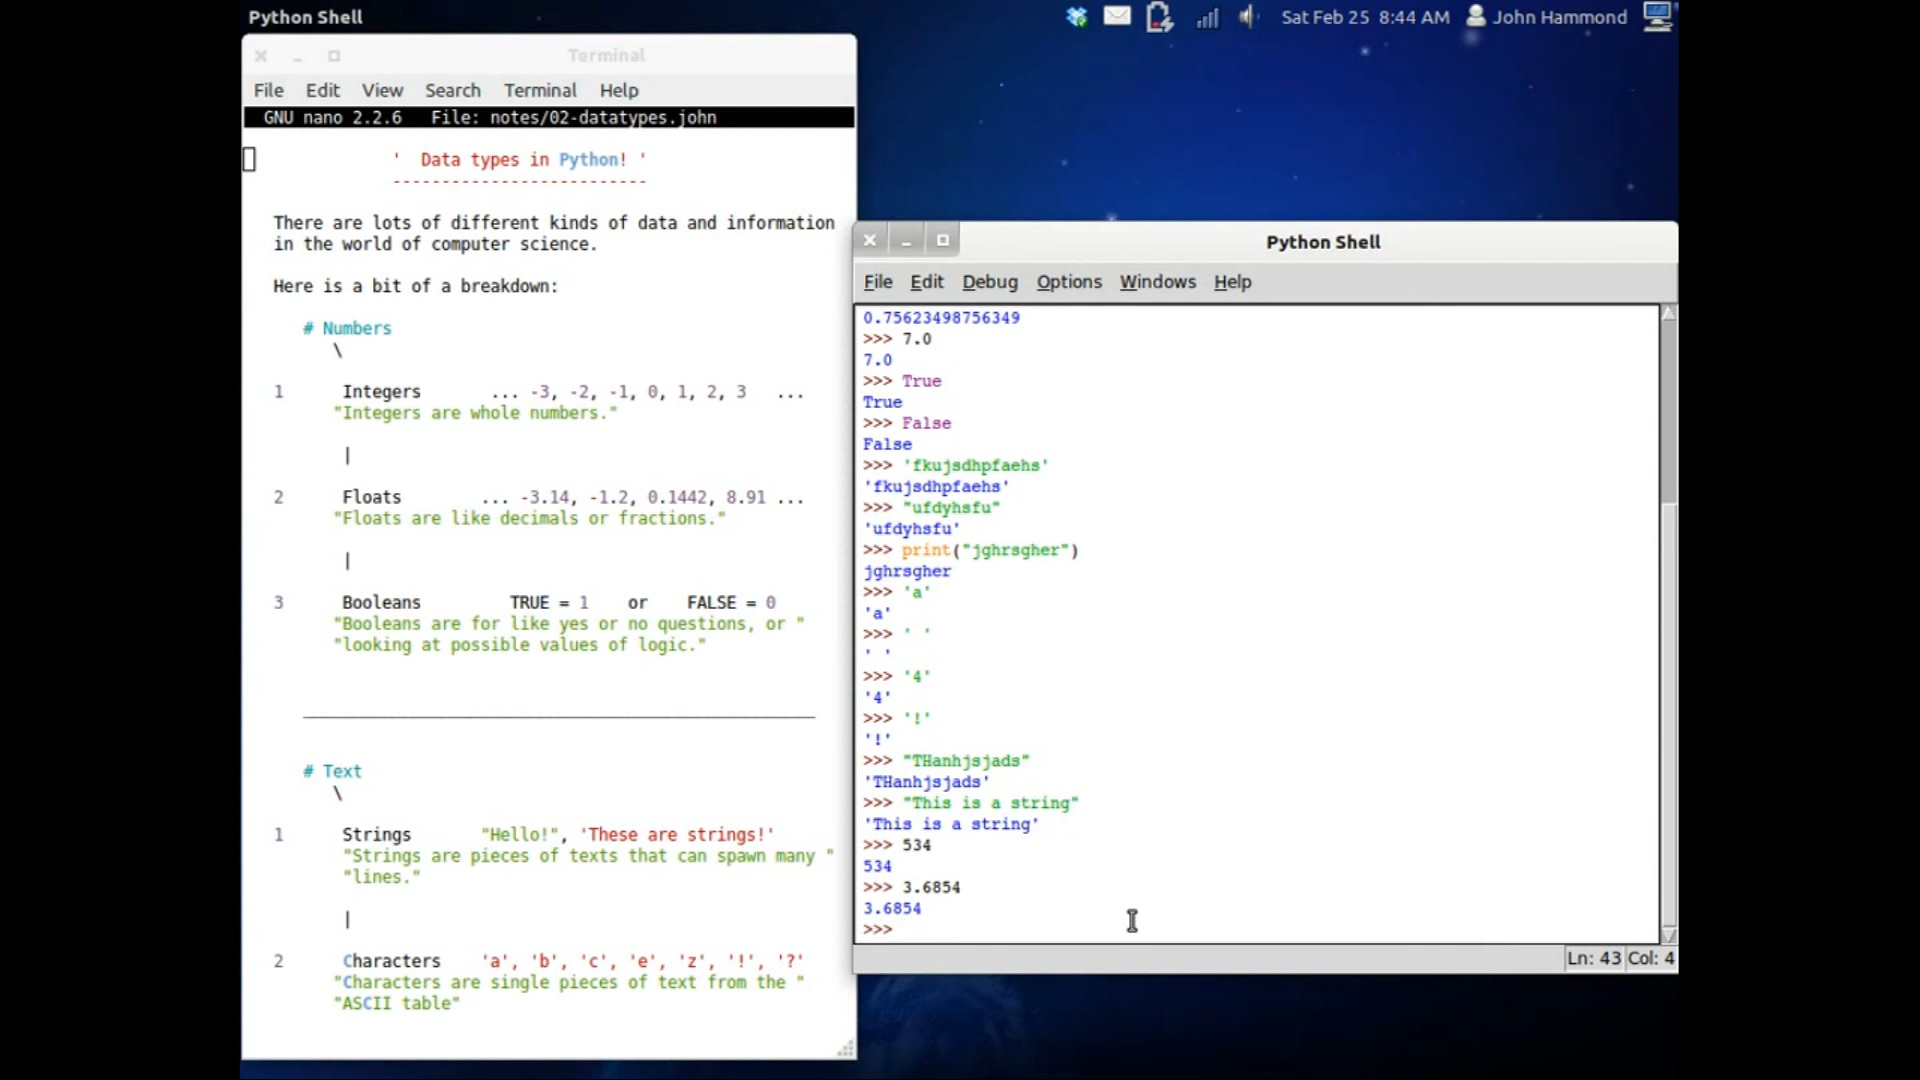 Python Shell
Sat Feb 25 8:44 AM John Hammond
Terminal
File Edit View Search Terminal Help
GNU nano 2.2.6 File: notes/02-datatypes.john
' Data types in Python! '
--------------------------
There are lots of different kinds of data and information
in the world of computer science.
Here is a bit of a breakdown:
# Numbers
\
1 Integers ... -3, -2, -1, 0, 1, 2, 3 ...
"Integers are whole numbers."
|
2 Floats ... -3.14, -1.2, 0.1442, 8.91 ...
"Floats are like decimals or fractions."
|
3 Booleans TRUE = 1 or FALSE = 0
"Booleans are for like yes or no questions, or "
"looking at possible values of logic."
____________________________________________________
# Text
\
1 Strings "Hello!", 'These are strings!'
"Strings are pieces of texts that can spawn many "
"lines."
|
2 Characters 'a', 'b', 'c', 'e', 'z', '!', '?'
"Characters are single pieces of text from the "
"ASCII table"
Python Shell
File Edit Debug Options Windows Help
0.75623498756349
>>> 7.0
7.0
>>> True
True
>>> False
False
>>> 'fkujsdhpfaehs'
'fkujsdhpfaehs'
>>> "ufdyhsfu"
'ufdyhsfu'
>>> print("jghrsgher")
jghrsgher
>>> 'a'
'a'
>>> ' '
' '
>>> '4'
'4'
>>> '!'
'!'
>>> "THanhjsjads"
'THanhjsjads'
>>> "This is a string"
'This is a string'
>>> 534
534
>>> 3.6854
3.6854
>>>
Ln: 43 Col: 4